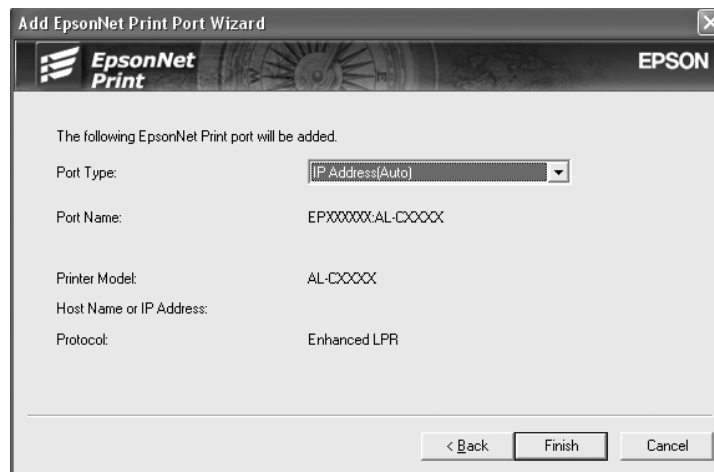 Add EpsonNet Print Port Wizard
EpsonNet
Print
EPSON
The following EpsonNet Print port will be added.
Port Type: IP Address(Auto)
Port Name: EPXXXXXX:AL-CXXXX
Printer Model: AL-CXXXX
Host Name or IP Address:
Protocol: Enhanced LPR
< Back Finish Cancel